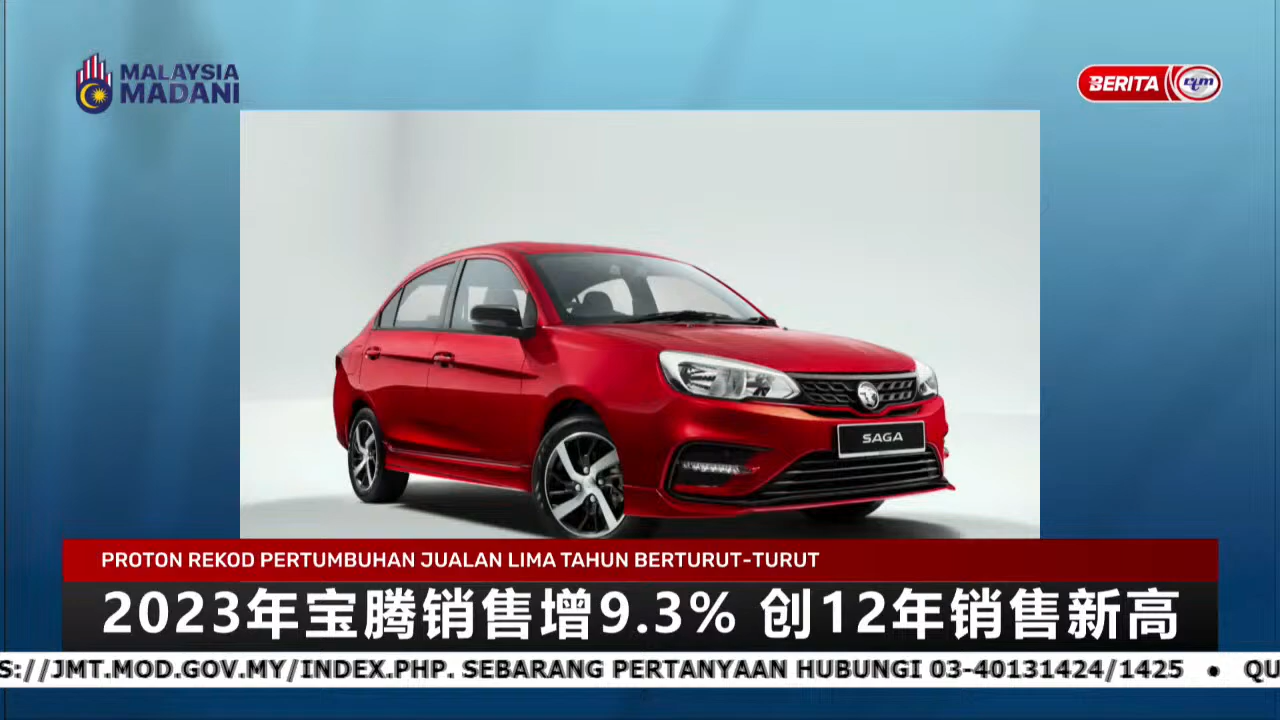 MALAYSIA
MADANI
BERITA rtm
SAGA
PROTON REKOD PERTUMBUHAN JUALAN LIMA TAHUN BERTURUT-TURUT
2023年宝腾销售增9.3% 创12年销售新高
S://JMT.MOD.GOV.MY/INDEX.PHP. SEBARANG PERTANYAAN HUBUNGI 03-40131424/1425 • QU